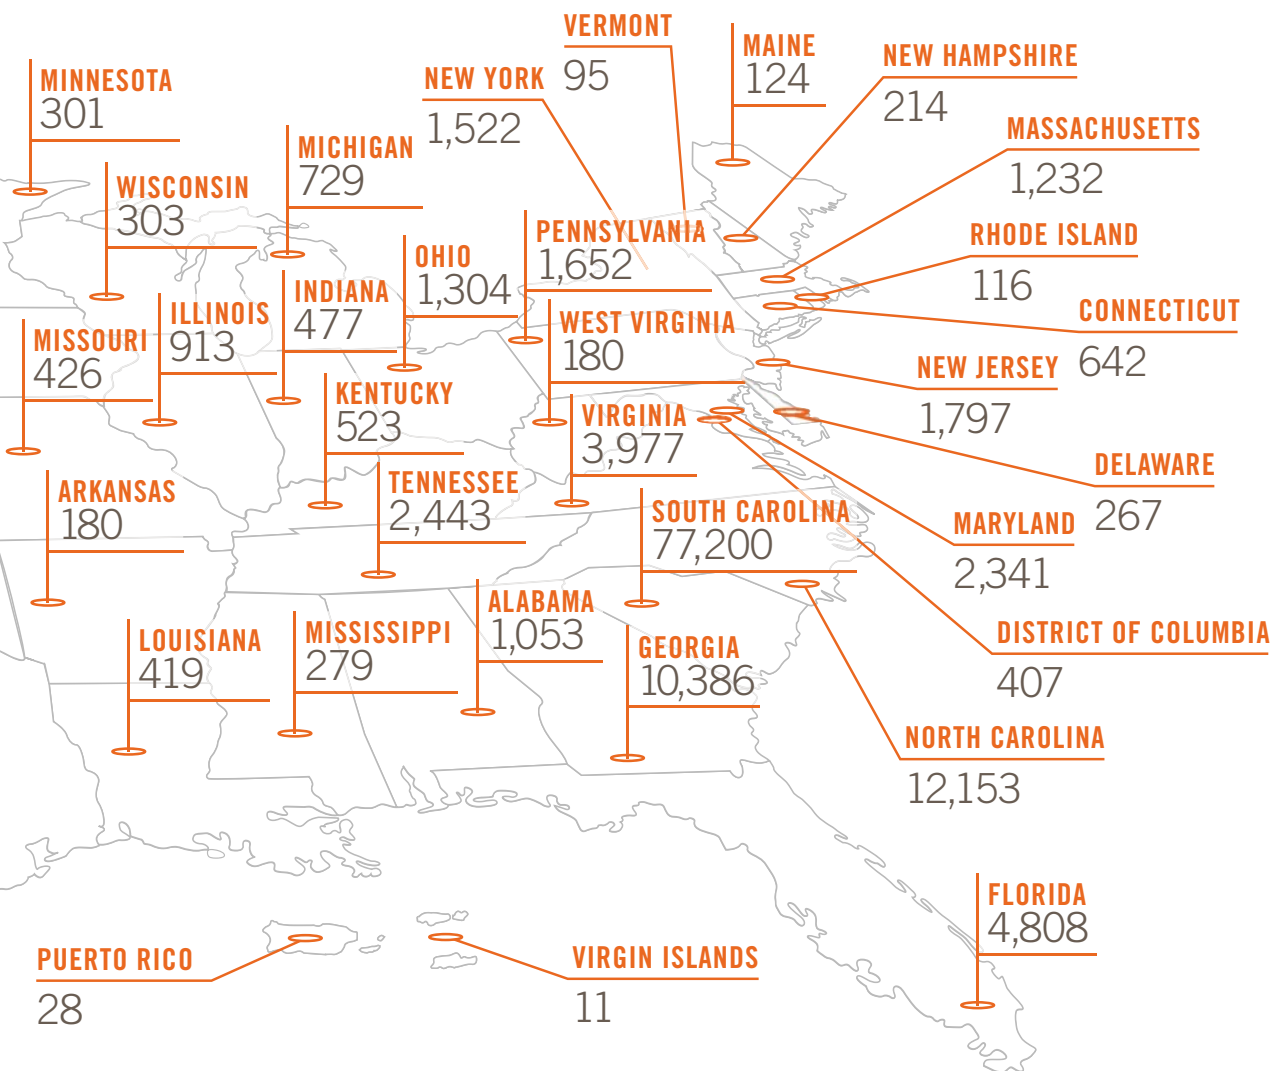 VERMONT
95
MAINE
124
NEW HAMPSHIRE
214
NEW YORK
1,522
MINNESOTA
301
MASSACHUSETTS
1,232
MICHIGAN
729
WISCONSIN
303
PENNSYLVANIA
1,652
RHODE ISLAND
116
OHIO
1,304
INDIANA
477
ILLINOIS
913
CONNECTICUT
642
WEST VIRGINIA
180
MISSOURI
426
NEW JERSEY
1,797
KENTUCKY
523
VIRGINIA
3,977
DELAWARE
267
TENNESSEE
2,443
ARKANSAS
180
SOUTH CAROLINA
77,200
MARYLAND
2,341
ALABAMA
1,053
MISSISSIPPI
279
DISTRICT OF COLUMBIA
407
LOUISIANA
419
GEORGIA
10,386
NORTH CAROLINA
12,153
FLORIDA
4,808
PUERTO RICO
28
VIRGIN ISLANDS
11